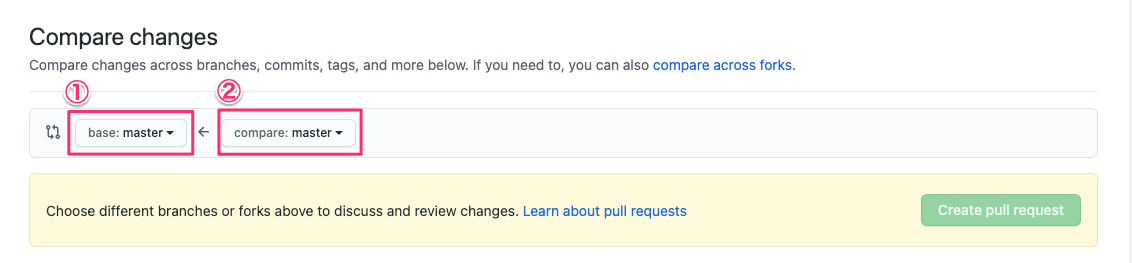 Compare changes
Compare changes across branches, commits, tags, and more below. If you need to, you can also compare across forks.
① ②
base: master ← compare: master
Choose different branches or forks above to discuss and review changes. Learn about pull requests Create pull request